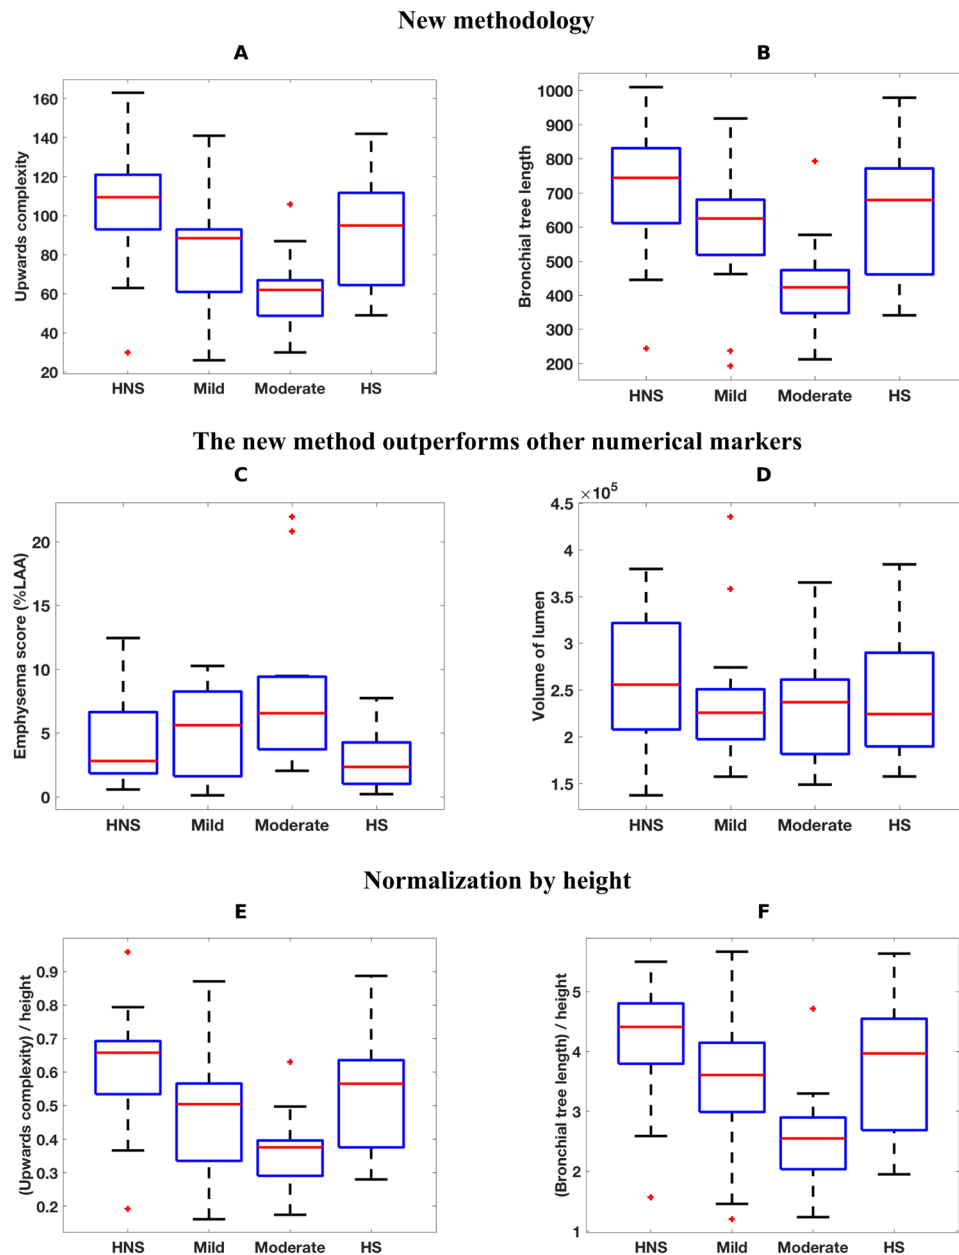 New methodology
A
Upwards complexity
160
140
120
100
80
60
40
20
HNS Mild Moderate HS
B
Bronchial tree length
1000
900
800
700
600
500
400
300
200
HNS Mild Moderate HS
The new method outperforms other numerical markers
C
Emphysema score (%LAA)
20
15
10
5
0
HNS Mild Moderate HS
D
×10^5
Volume of lumen
4.5
4
3.5
3
2.5
2
1.5
HNS Mild Moderate HS
Normalization by height
E
(Upwards complexity) / height
0.9
0.8
0.7
0.6
0.5
0.4
0.3
0.2
HNS Mild Moderate HS
F
(Bronchial tree length) / height
5
4
3
2
1
HNS Mild Moderate HS